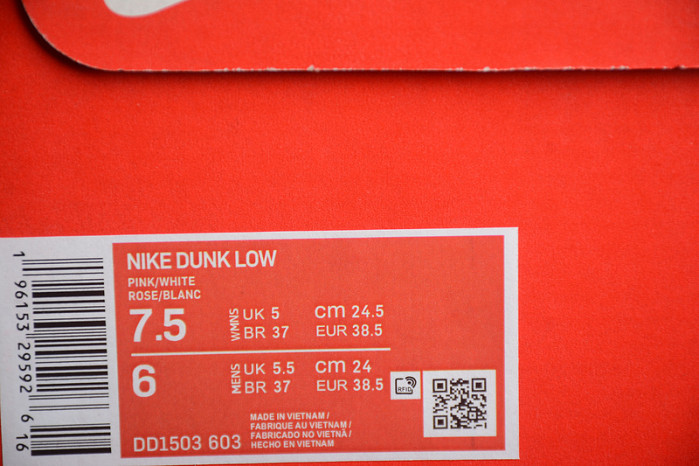 NIKE DUNK LOW
PINK/WHITE
ROSE/BLANC
7.5 WMNS UK 5 cm 24.5
BR 37 EUR 38.5
6 MENS UK 5.5 cm 24
BR 37 EUR 38.5
RFID
MADE IN VIETNAM /
FABRIQUE AU VIETNAM /
FABRICADO NO VIETNÃ /
HECHO EN VIETNAM
DD1503 603
1 96153 29592 6 16